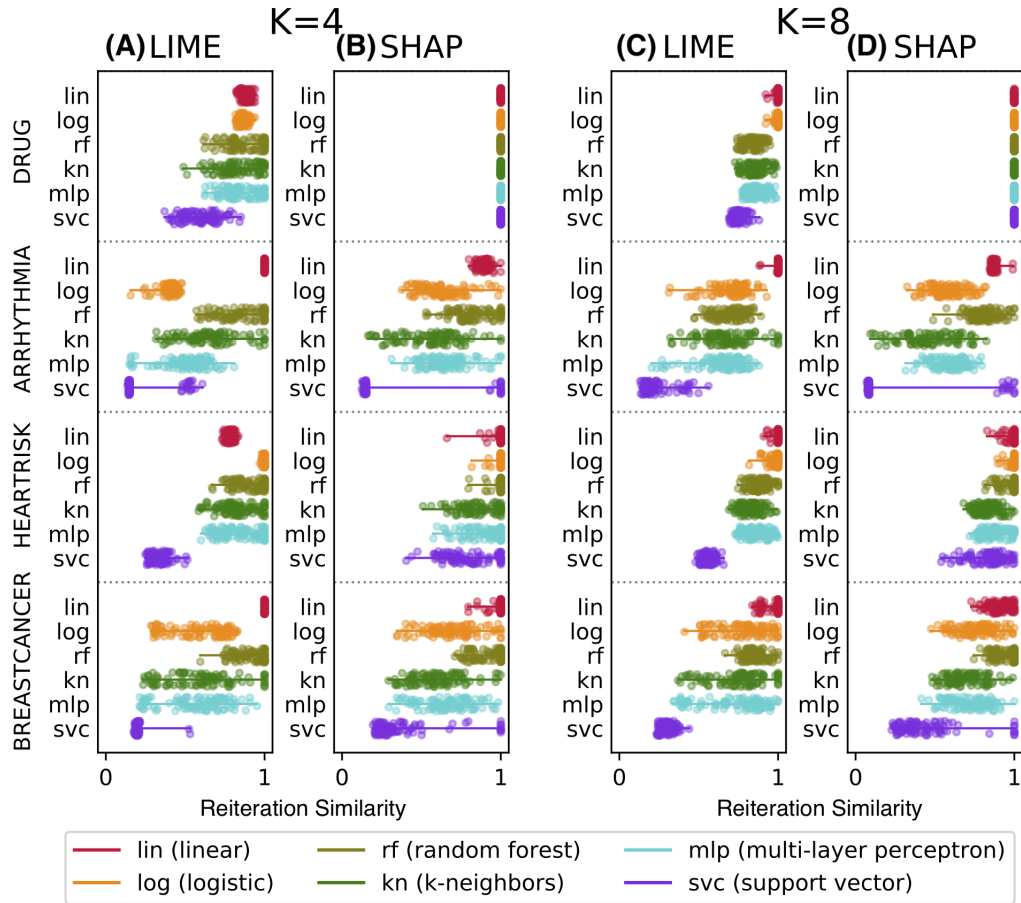 K=4 K=8
(A) LIME (B) SHAP (C) LIME (D) SHAP
DRUG
lin lin lin lin
log log log log
rf rf rf rf
kn kn kn kn
mlp mlp mlp mlp
svc svc svc svc
ARRHYTHMIA
lin lin lin lin
log log log log
rf rf rf rf
kn kn kn kn
mlp mlp mlp mlp
svc svc svc svc
HEARTRISK
lin lin lin lin
log log log log
rf rf rf rf
kn kn kn kn
mlp mlp mlp mlp
svc svc svc svc
BREASTCANCER
lin lin lin lin
log log log log
rf rf rf rf
kn kn kn kn
mlp mlp mlp mlp
svc svc svc svc
0 1 0 1 0 1 0 1
Reiteration Similarity Reiteration Similarity
lin (linear) rf (random forest) mlp (multi-layer perceptron)
log (logistic) kn (k-neighbors) svc (support vector)